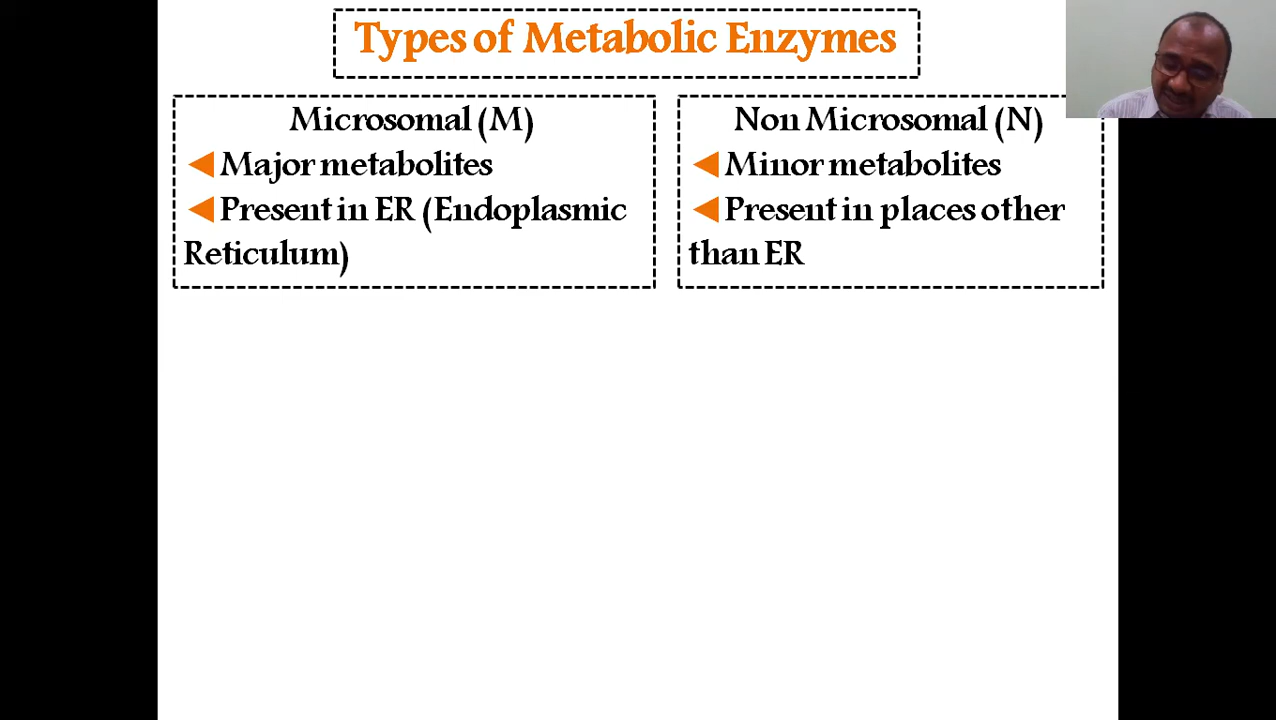 Types of Metabolic Enzymes
Microsomal (M)
Major metabolites
Present in ER (Endoplasmic
Reticulum)
Non Microsomal (N)
Minor metabolites
Present in places other
than ER